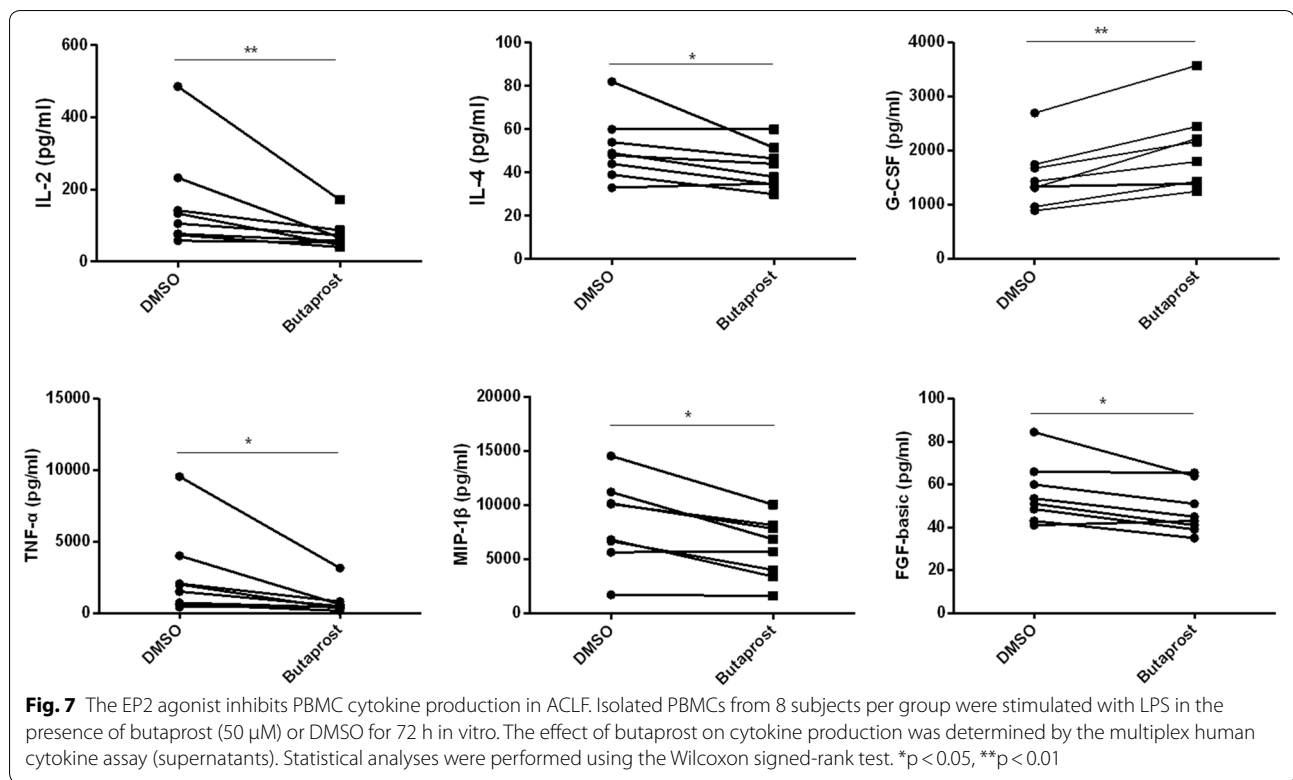 600
400
200
0
IL-2 (pg/ml)
**
DMSO
Butaprost
100
80
60
40
20
0
IL-4 (pg/ml)
*
DMSO
Butaprost
4000
3000
2000
1000
0
G-CSF (pg/ml)
**
DMSO
Butaprost
15000
10000
5000
0
TNF-α (pg/ml)
*
DMSO
Butaprost
20000
15000
10000
5000
0
MIP-1β (pg/ml)
*
DMSO
Butaprost
100
80
60
40
20
0
FGF-basic (pg/ml)
*
DMSO
Butaprost
Fig. 7 The EP2 agonist inhibits PBMC cytokine production in ACLF. Isolated PBMCs from 8 subjects per group were stimulated with LPS in the
presence of butaprost (50 μM) or DMSO for 72 h in vitro. The effect of butaprost on cytokine production was determined by the multiplex human
cytokine assay (supernatants). Statistical analyses were performed using the Wilcoxon signed-rank test. *p < 0.05, **p < 0.01